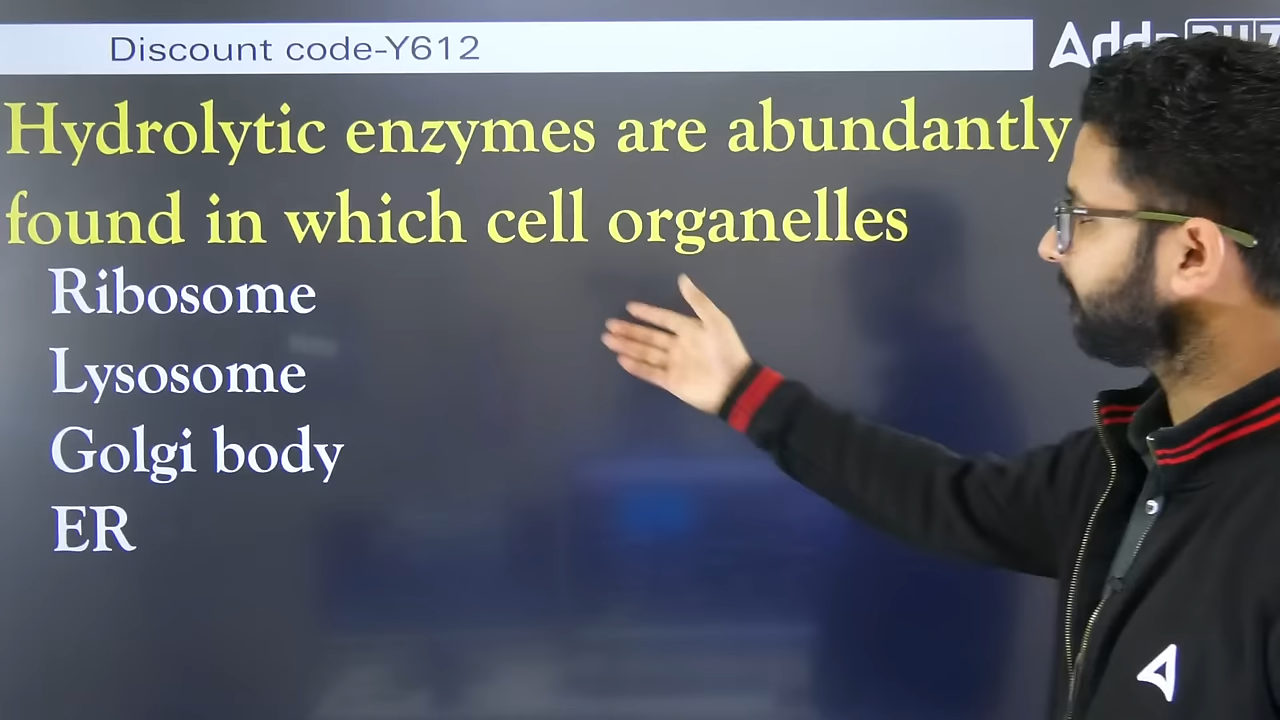 Discount code-Y612
Hydrolytic enzymes are abundantly
found in which cell organelles
Ribosome
Lysosome
Golgi body
ER